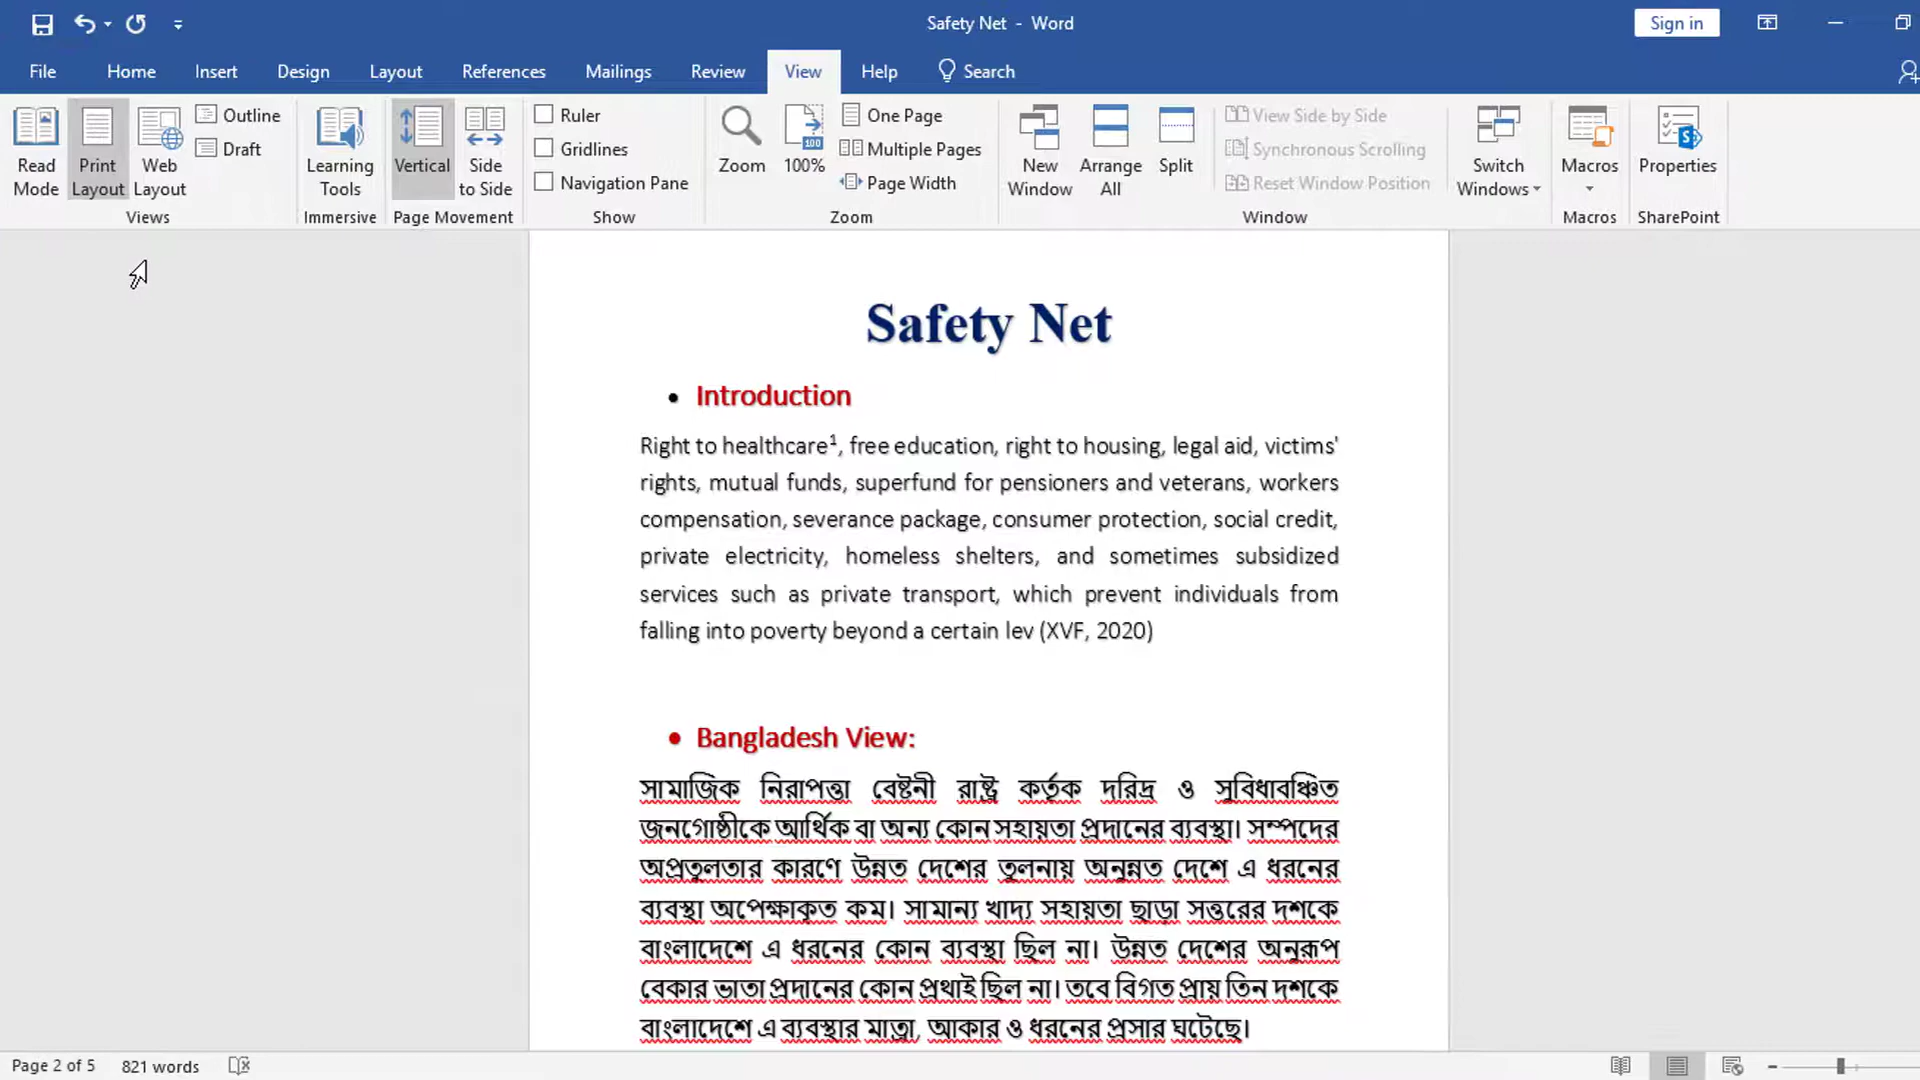 Safety Net - Word
Sign in
File Home Insert Design Layout References Mailings Review View Help Search
Read Mode
Print Layout
Web Layout
Outline
Draft
Views
Learning Tools
Immersive
Vertical
Side to Side
Page Movement
Ruler
Gridlines
Navigation Pane
Show
Zoom
100
100%
One Page
Multiple Pages
Page Width
Zoom
New Window
Arrange All
Split
View Side by Side
Synchronous Scrolling
Reset Window Position
Switch Windows
Window
Macros
Macros
S
Properties
SharePoint
Safety Net
• Introduction
Right to healthcare¹, free education, right to housing, legal aid, victims'
rights, mutual funds, superfund for pensioners and veterans, workers
compensation, severance package, consumer protection, social credit,
private electricity, homeless shelters, and sometimes subsidized
services such as private transport, which prevent individuals from
falling into poverty beyond a certain lev (XVF, 2020)
• Bangladesh View:
সামাজিক নিরাপত্তা বেষ্টনী রাষ্ট্র কর্তৃক দরিদ্র ও সুবিধাবঞ্চিত
জনগোষ্ঠীকে আর্থিক বা অন্য কোন সহায়তা প্রদানের ব্যবস্থা। সম্পদের
অপ্রতুলতার কারণে উন্নত দেশের তুলনায় অনুন্নত দেশে এ ধরনের
ব্যবস্থা অপেক্ষাকৃত কম। সামান্য খাদ্য সহায়তা ছাড়া সত্তরের দশকে
বাংলাদেশে এ ধরনের কোন ব্যবস্থা ছিল না। উন্নত দেশের অনুরূপ
বেকার ভাতা প্রদানের কোন প্রথাই ছিল না। তবে বিগত প্রায় তিন দশকে
বাংলাদেশে এ ব্যবস্থার মাত্রা, আকার ও ধরনের প্রসার ঘটেছে।
Page 2 of 5 821 words